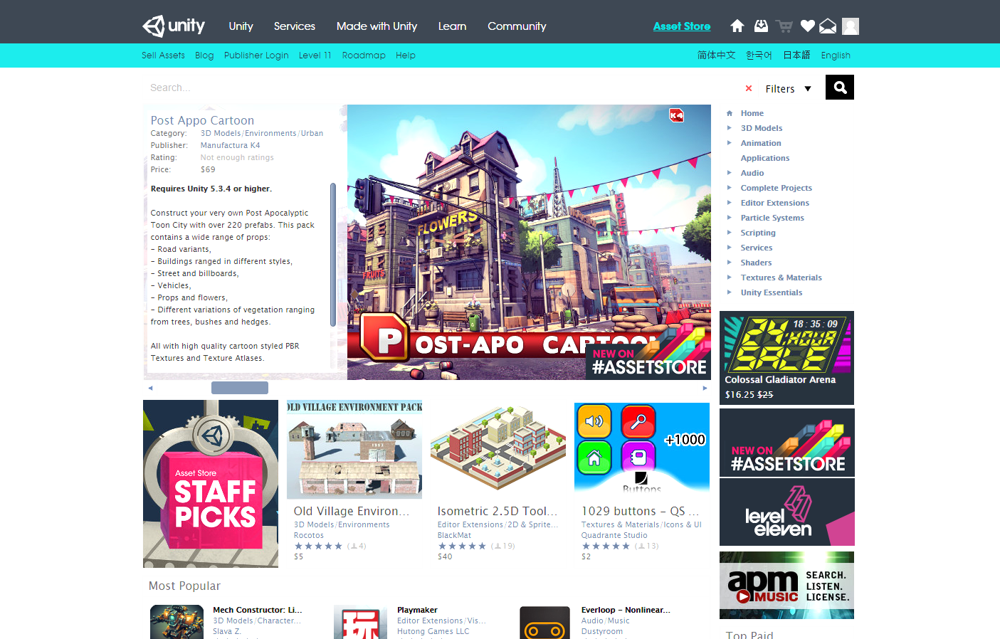 unity
Unity
Services
Made with Unity
Learn
Community
Asset Store
Sell Assets
Blog
Publisher Login
Level 11
Roadmap
Help
简体中文
한국어
日本語
English
Search...
Filters
Post Appo Cartoon
Category: 3D Models/Environments/Urban
Publisher: Manufactura K4
Rating: Not enough ratings
Price: $69
Requires Unity 5.3.4 or higher.
Construct your very own Post Apocalyptic
Toon City with over 220 prefabs. This pack
contains a wide range of props:
- Road variants,
- Buildings ranged in different styles,
- Street and billboards,
- Vehicles,
- Props and flowers,
- Different variations of vegetation ranging
from trees, bushes and hedges.
All with high quality cartoon styled PBR
Textures and Texture Atlases.
K4
FLOWERS
HOTEL
FRUITS
POST-APO CARTOO
NEW ON
#ASSETSTORE
Home
3D Models
Animation
Applications
Audio
Complete Projects
Editor Extensions
Particle Systems
Scripting
Services
Shaders
Textures & Materials
Unity Essentials
18 : 35 : 09
24 HOUR
SALE
Colossal Gladiator Arena
$16.25 $25
NEW ON
#ASSETSTORE
level
eleven
11
apm
MUSIC
SEARCH.
LISTEN.
LICENSE.
Top Paid
Asset Store
STAFF
PICKS
OLD VILLAGE ENVIRONMENT PACK
Old Village Environ...
3D Models/Environments
Rocotos
(4)
$5
Isometric 2.5D Tool...
Editor Extensions/2D & Sprite...
BlackMat
(19)
$40
+1000
Buttons
1029 buttons - QS ...
Textures & Materials/Icons & UI
Quadrante Studio
(13)
$2
Most Popular
Mech Constructor: Li...
3D Models/Character...
Slava Z.
玩
Playmaker
Editor Extensions/Vis...
Hutong Games LLC
Everloop - Nonlinear...
Audio/Music
Dustyroom